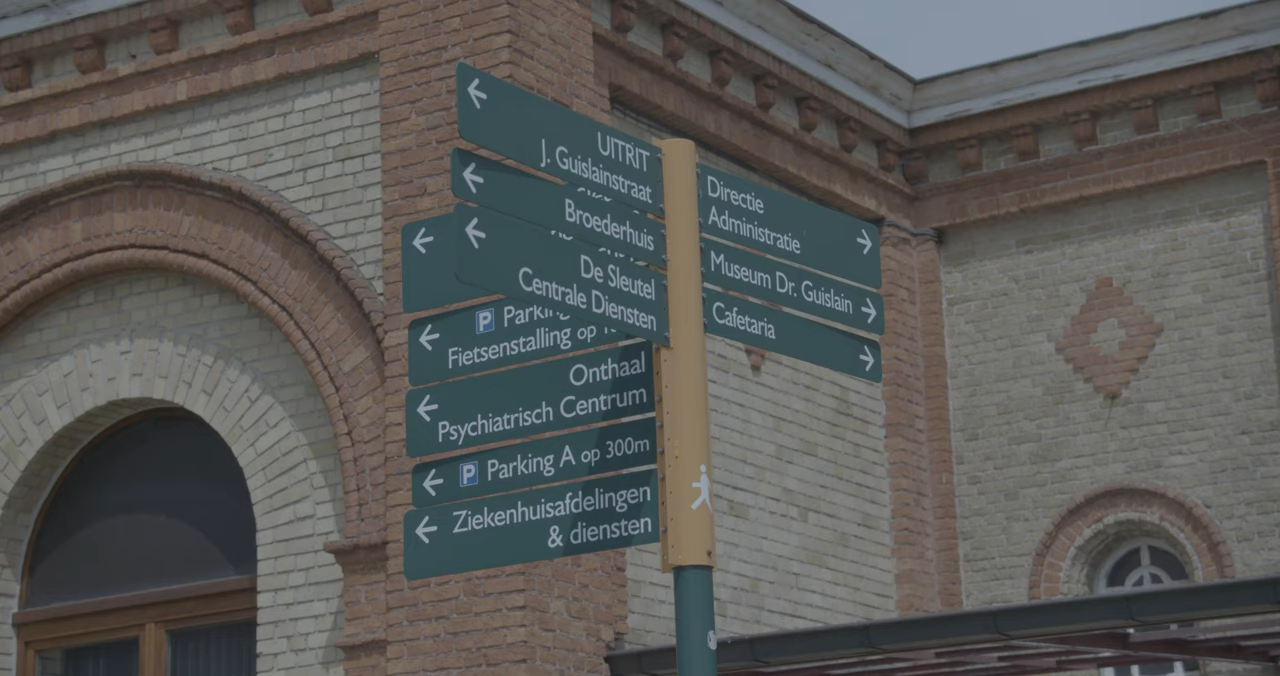 UITRIT
J. Guislainstraat
Broederhuis
De Sleutel
Centrale Diensten
P Parking
Fietsenstalling op
Onthaal
Psychiatrisch Centrum
P Parking A op 300m
Ziekenhuisafdelingen
& diensten
Directie
Administratie
Museum Dr. Guislain
Cafetaria